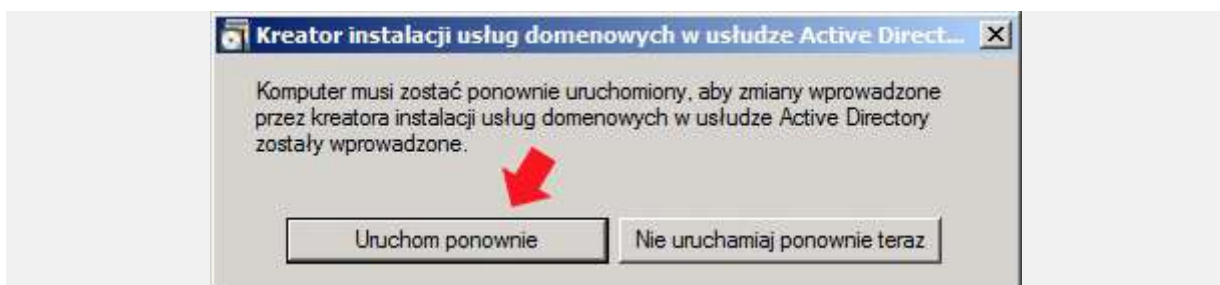 Kreator instalacji usług domenowych w usłudze Active Direct...
Komputer musi zostać ponownie uruchomiony, aby zmiany wprowadzone
przez kreatora instalacji usług domenowych w usłudze Active Directory
zostały wprowadzone.
Uruchom ponownie
Nie uruchamiaj ponownie teraz